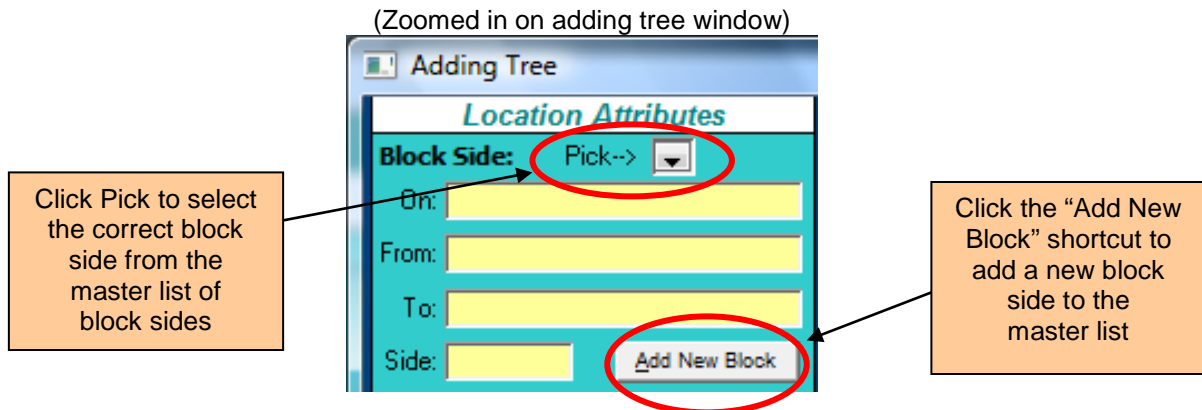 (Zoomed in on adding tree window)
Adding Tree
Location Attributes
Block Side: Pick-->
On:
From:
To:
Side: Add New Block
Click Pick to select
the correct block
side from the
master list of
block sides
Click the “Add New
Block” shortcut to
add a new block
side to the
master list